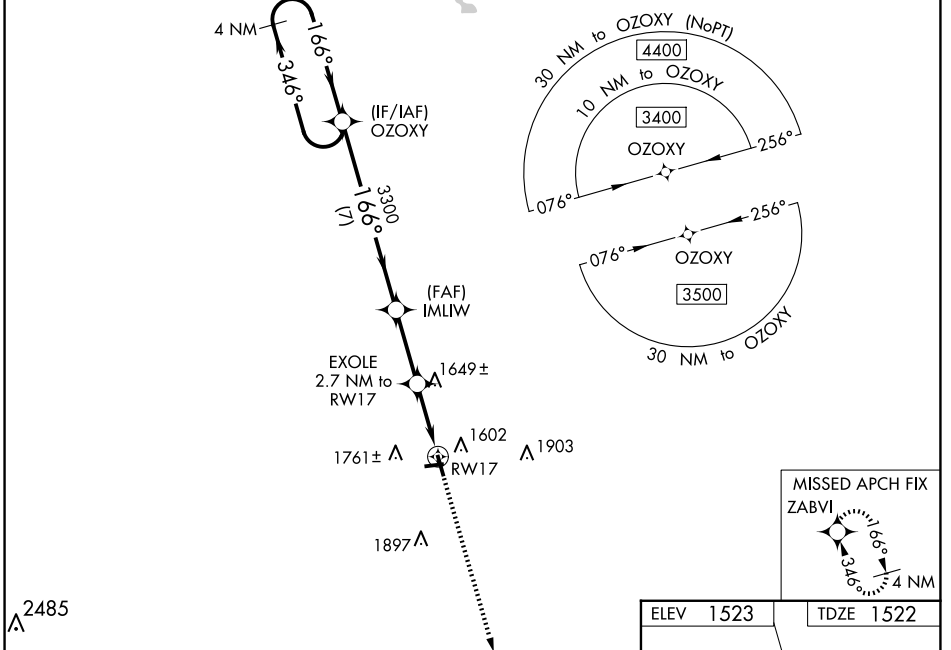 4 NM
166°
346°
(IF/IAF)
OZOXY
3300
166°
(7)
(FAF)
IMLIW
EXOLE
2.7 NM to
RW17
1649±
1761±
1602
1903
RW17
1897
2485
30 NM to OZOXY (NoPT)
4400
10 NM to OZOXY
3400
OZOXY
256°
076°
256°
076°
OZOXY
3500
30 NM to OZOXY
MISSED APCH FIX
ZABVI
166°
346°
4 NM
ELEV 1523
TDZE 1522